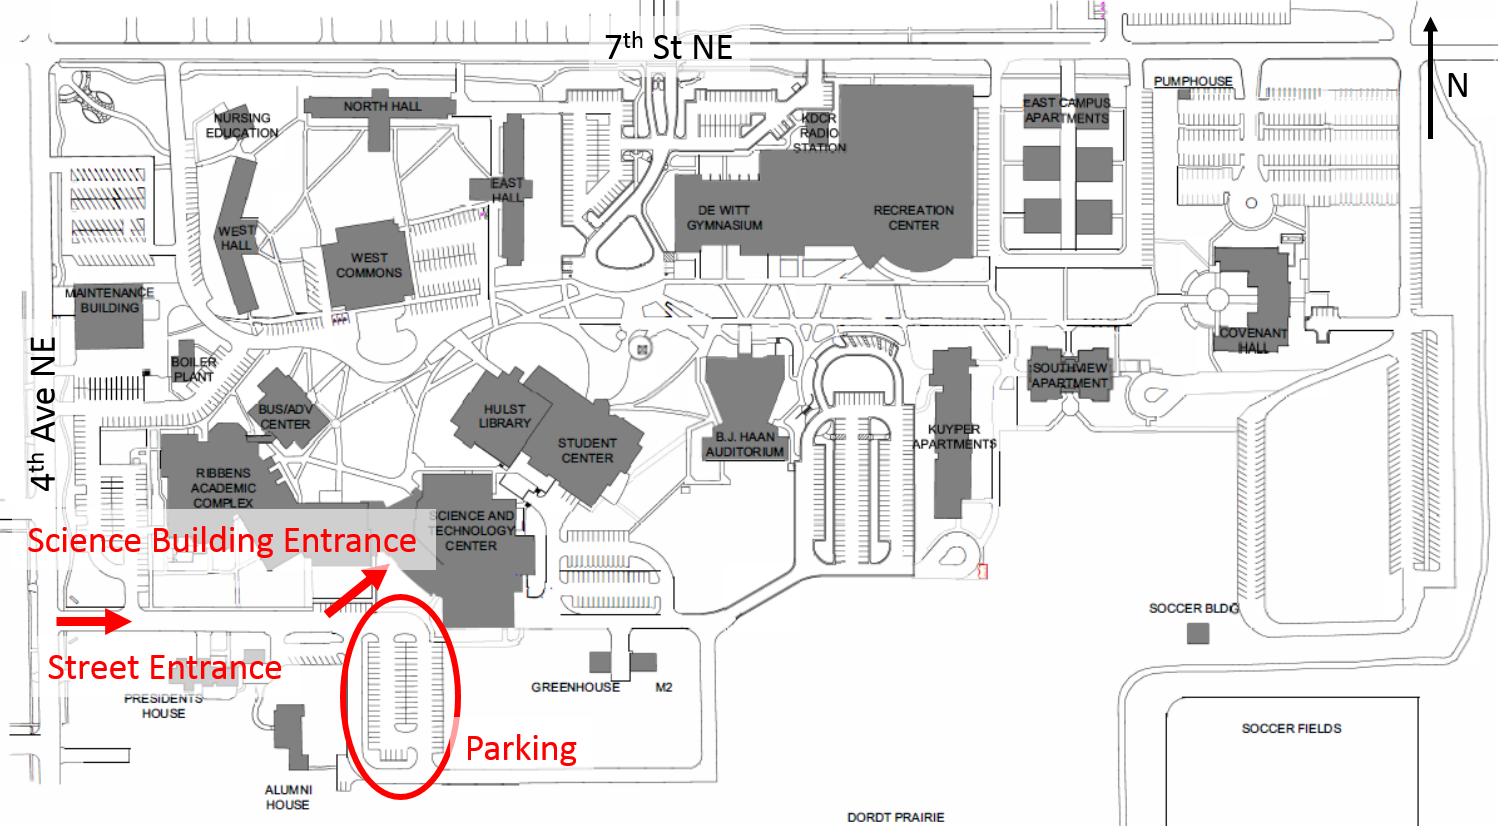 7th St NE
N
PUMPHOUSE
NORTH HALL
NURSING
EDUCATION
KDCR
RADIO
STATION
EAST CAMPUS
APARTMENTS
EAST
HALL
DE WITT
GYMNASIUM
RECREATION
CENTER
WEST
HALL
WEST
COMMONS
MAINTENANCE
BUILDING
COVENANT
HALL
4th Ave NE
BOILER
PLANT
SOUTHVIEW
APARTMENT
BUS/ADV
CENTER
HULST
LIBRARY
STUDENT
CENTER
B.J. HAAN
AUDITORIUM
KUYPER
APARTMENTS
RIBBENS
ACADEMIC
COMPLEX
SCIENCE AND
TECHNOLOGY
CENTER
Science Building Entrance
SOCCER BLDG
Street Entrance
PRESIDENTS
HOUSE
GREENHOUSE
M2
Parking
SOCCER FIELDS
ALUMNI
HOUSE
DORDT PRAIRIE